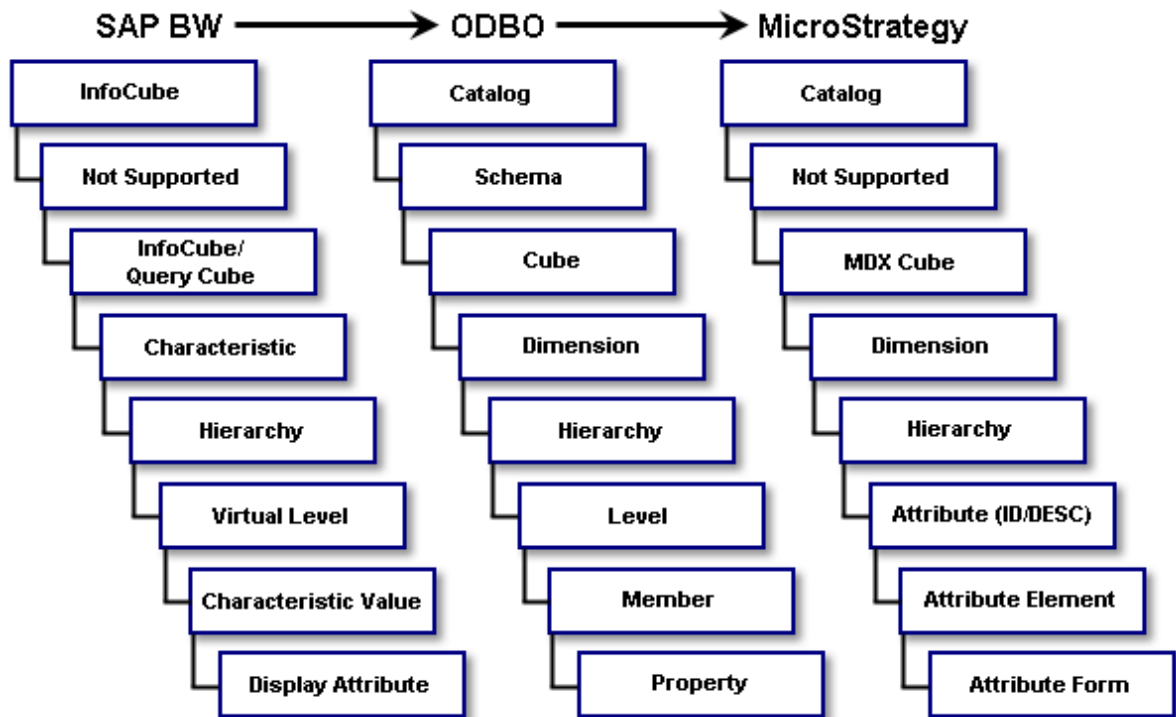 SAP BW
ODBO
MicroStrategy
InfoCube
Catalog
Catalog
Not Supported
Schema
Not Supported
InfoCube/
Query Cube
Cube
MDX Cube
Characteristic
Dimension
Dimension
Hierarchy
Hierarchy
Hierarchy
Virtual Level
Level
Attribute (ID/DESC)
Characteristic Value
Member
Attribute Element
Display Attribute
Property
Attribute Form